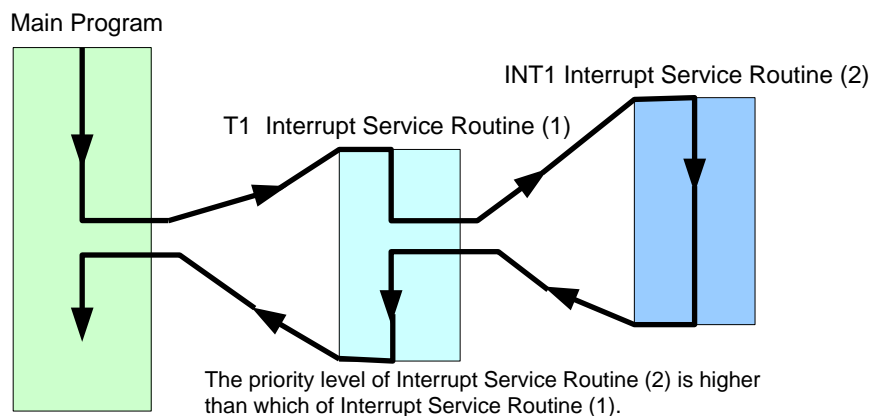 Main Program
INT1 Interrupt Service Routine (2)
T1 Interrupt Service Routine (1)
The priority level of Interrupt Service Routine (2) is higher
than which of Interrupt Service Routine (1).